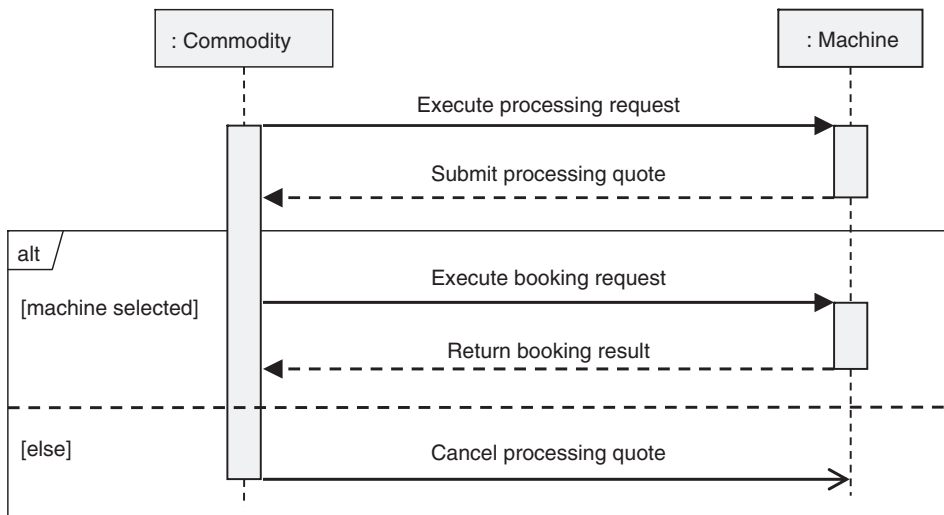 : Commodity
: Machine
Execute processing request
Submit processing quote
alt
[machine selected]
Execute booking request
Return booking result
[else]
Cancel processing quote